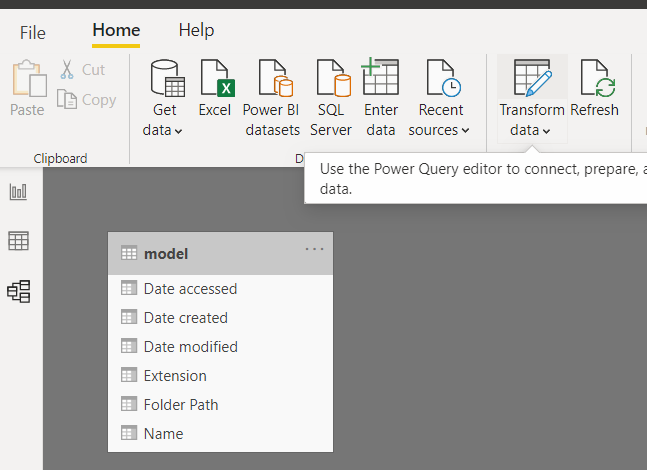 File Home Help
Cut
Copy
Paste
Clipboard
Get data
Excel
Power BI datasets
SQL Server
Enter data
Recent sources
Transform data
Refresh
Use the Power Query editor to connect, prepare,
data.
model
Date accessed
Date created
Date modified
Extension
Folder Path
Name